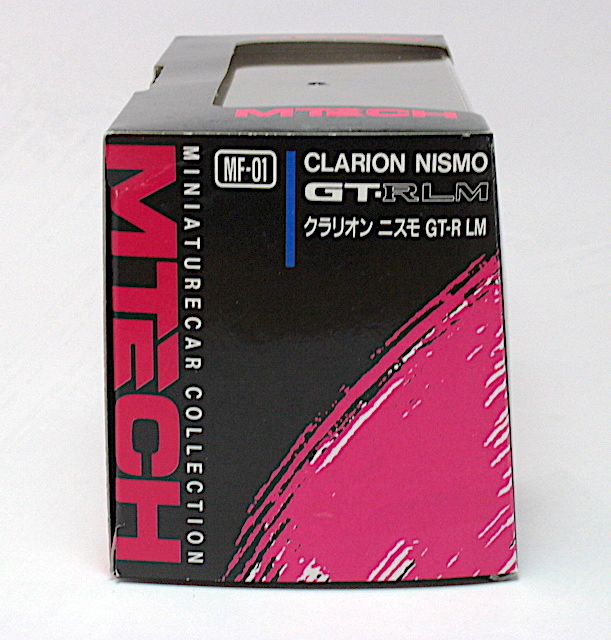 MTECH
MTECH
MINIATURECAR COLLECTION
MF-01
CLARION NISMO
GT-R LM
クラリオン ニスモ GT-R LM